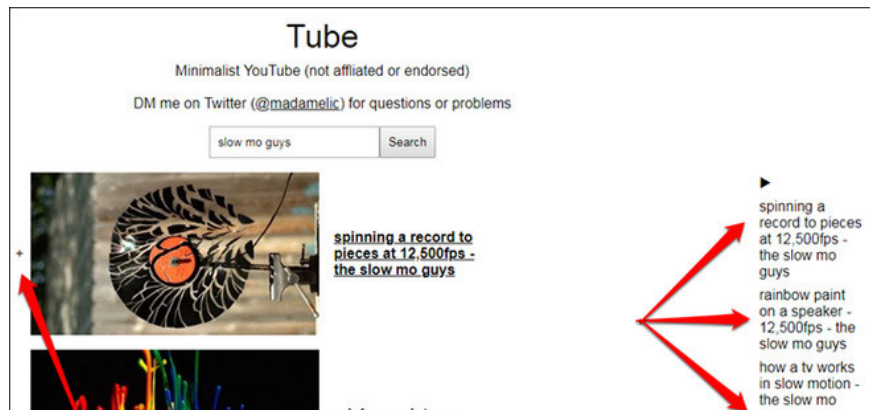 Tube
Minimalist YouTube (not affliated or endorsed)
DM me on Twitter (@madamelic) for questions or problems
slow mo guys
Search
+
spinning a record to
pieces at 12,500fps -
the slow mo guys
▶
spinning a
record to pieces
at 12,500fps -
the slow mo
guys
rainbow paint
on a speaker -
12,500fps - the
slow mo guys
how a tv works
in slow motion -
the slow mo